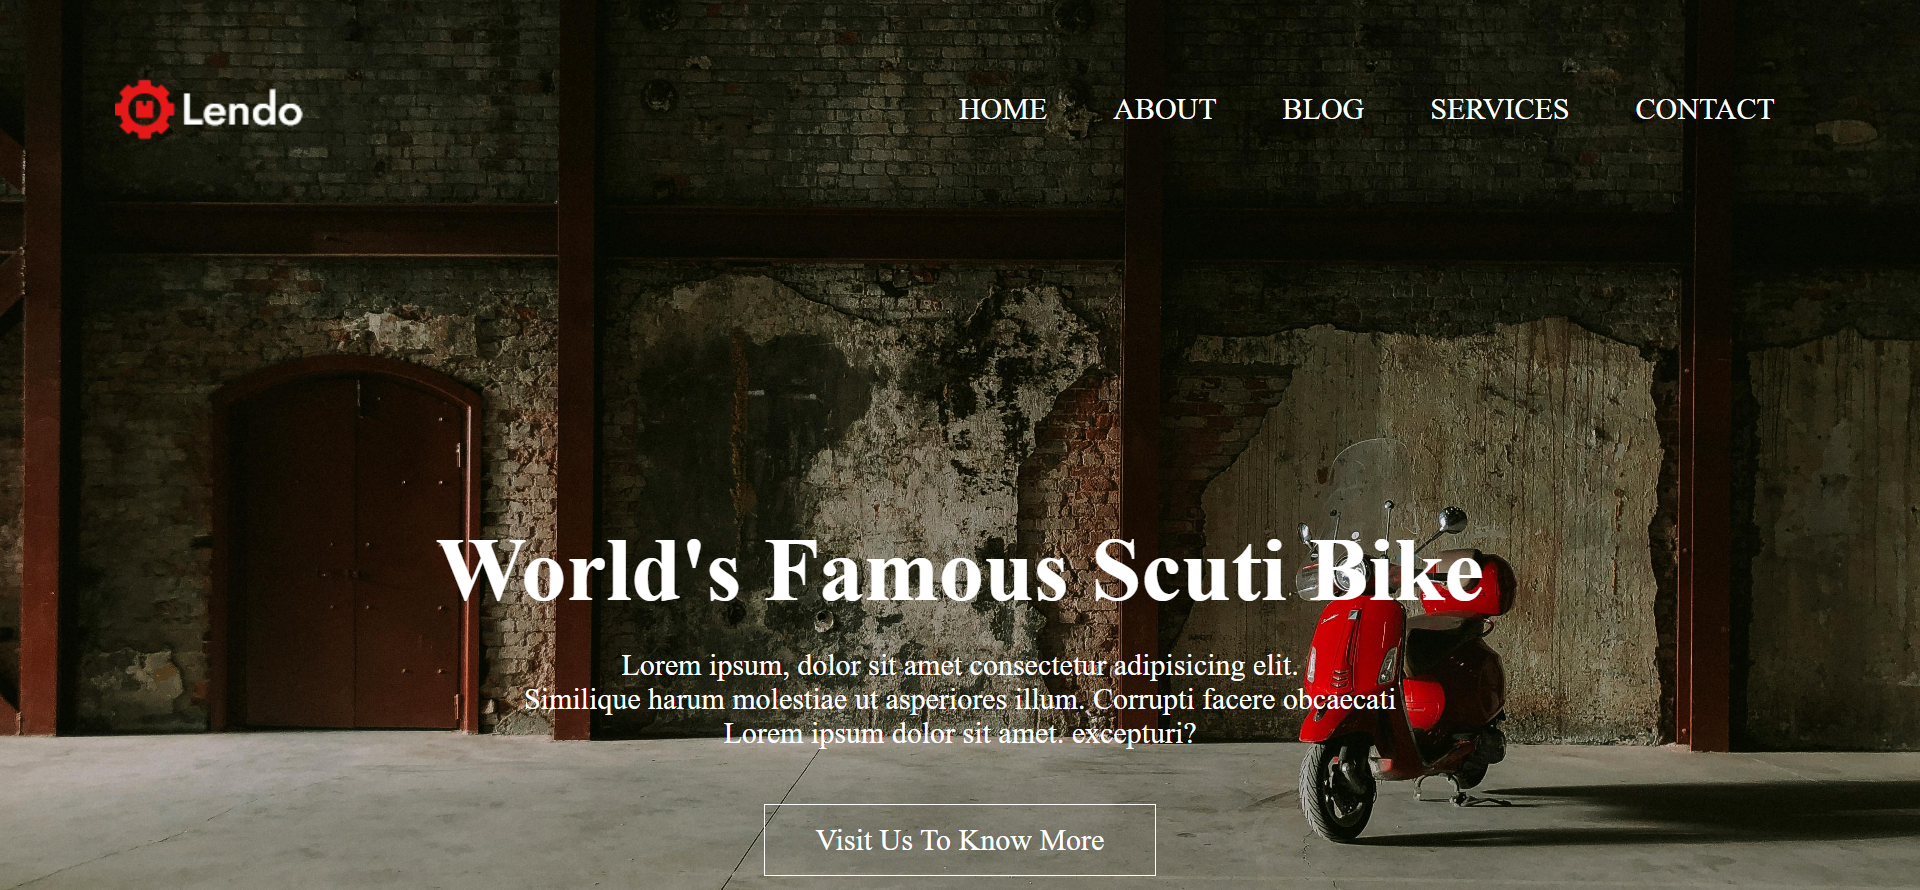 Lendo
HOME ABOUT BLOG SERVICES CONTACT
World's Famous Scuti Bike
Lorem ipsum, dolor sit amet consectetur adipisicing elit.
Similique harum molestiae ut asperiores illum. Corrupti facere obcaecati
Lorem ipsum dolor sit amet. excepturi?
Visit Us To Know More